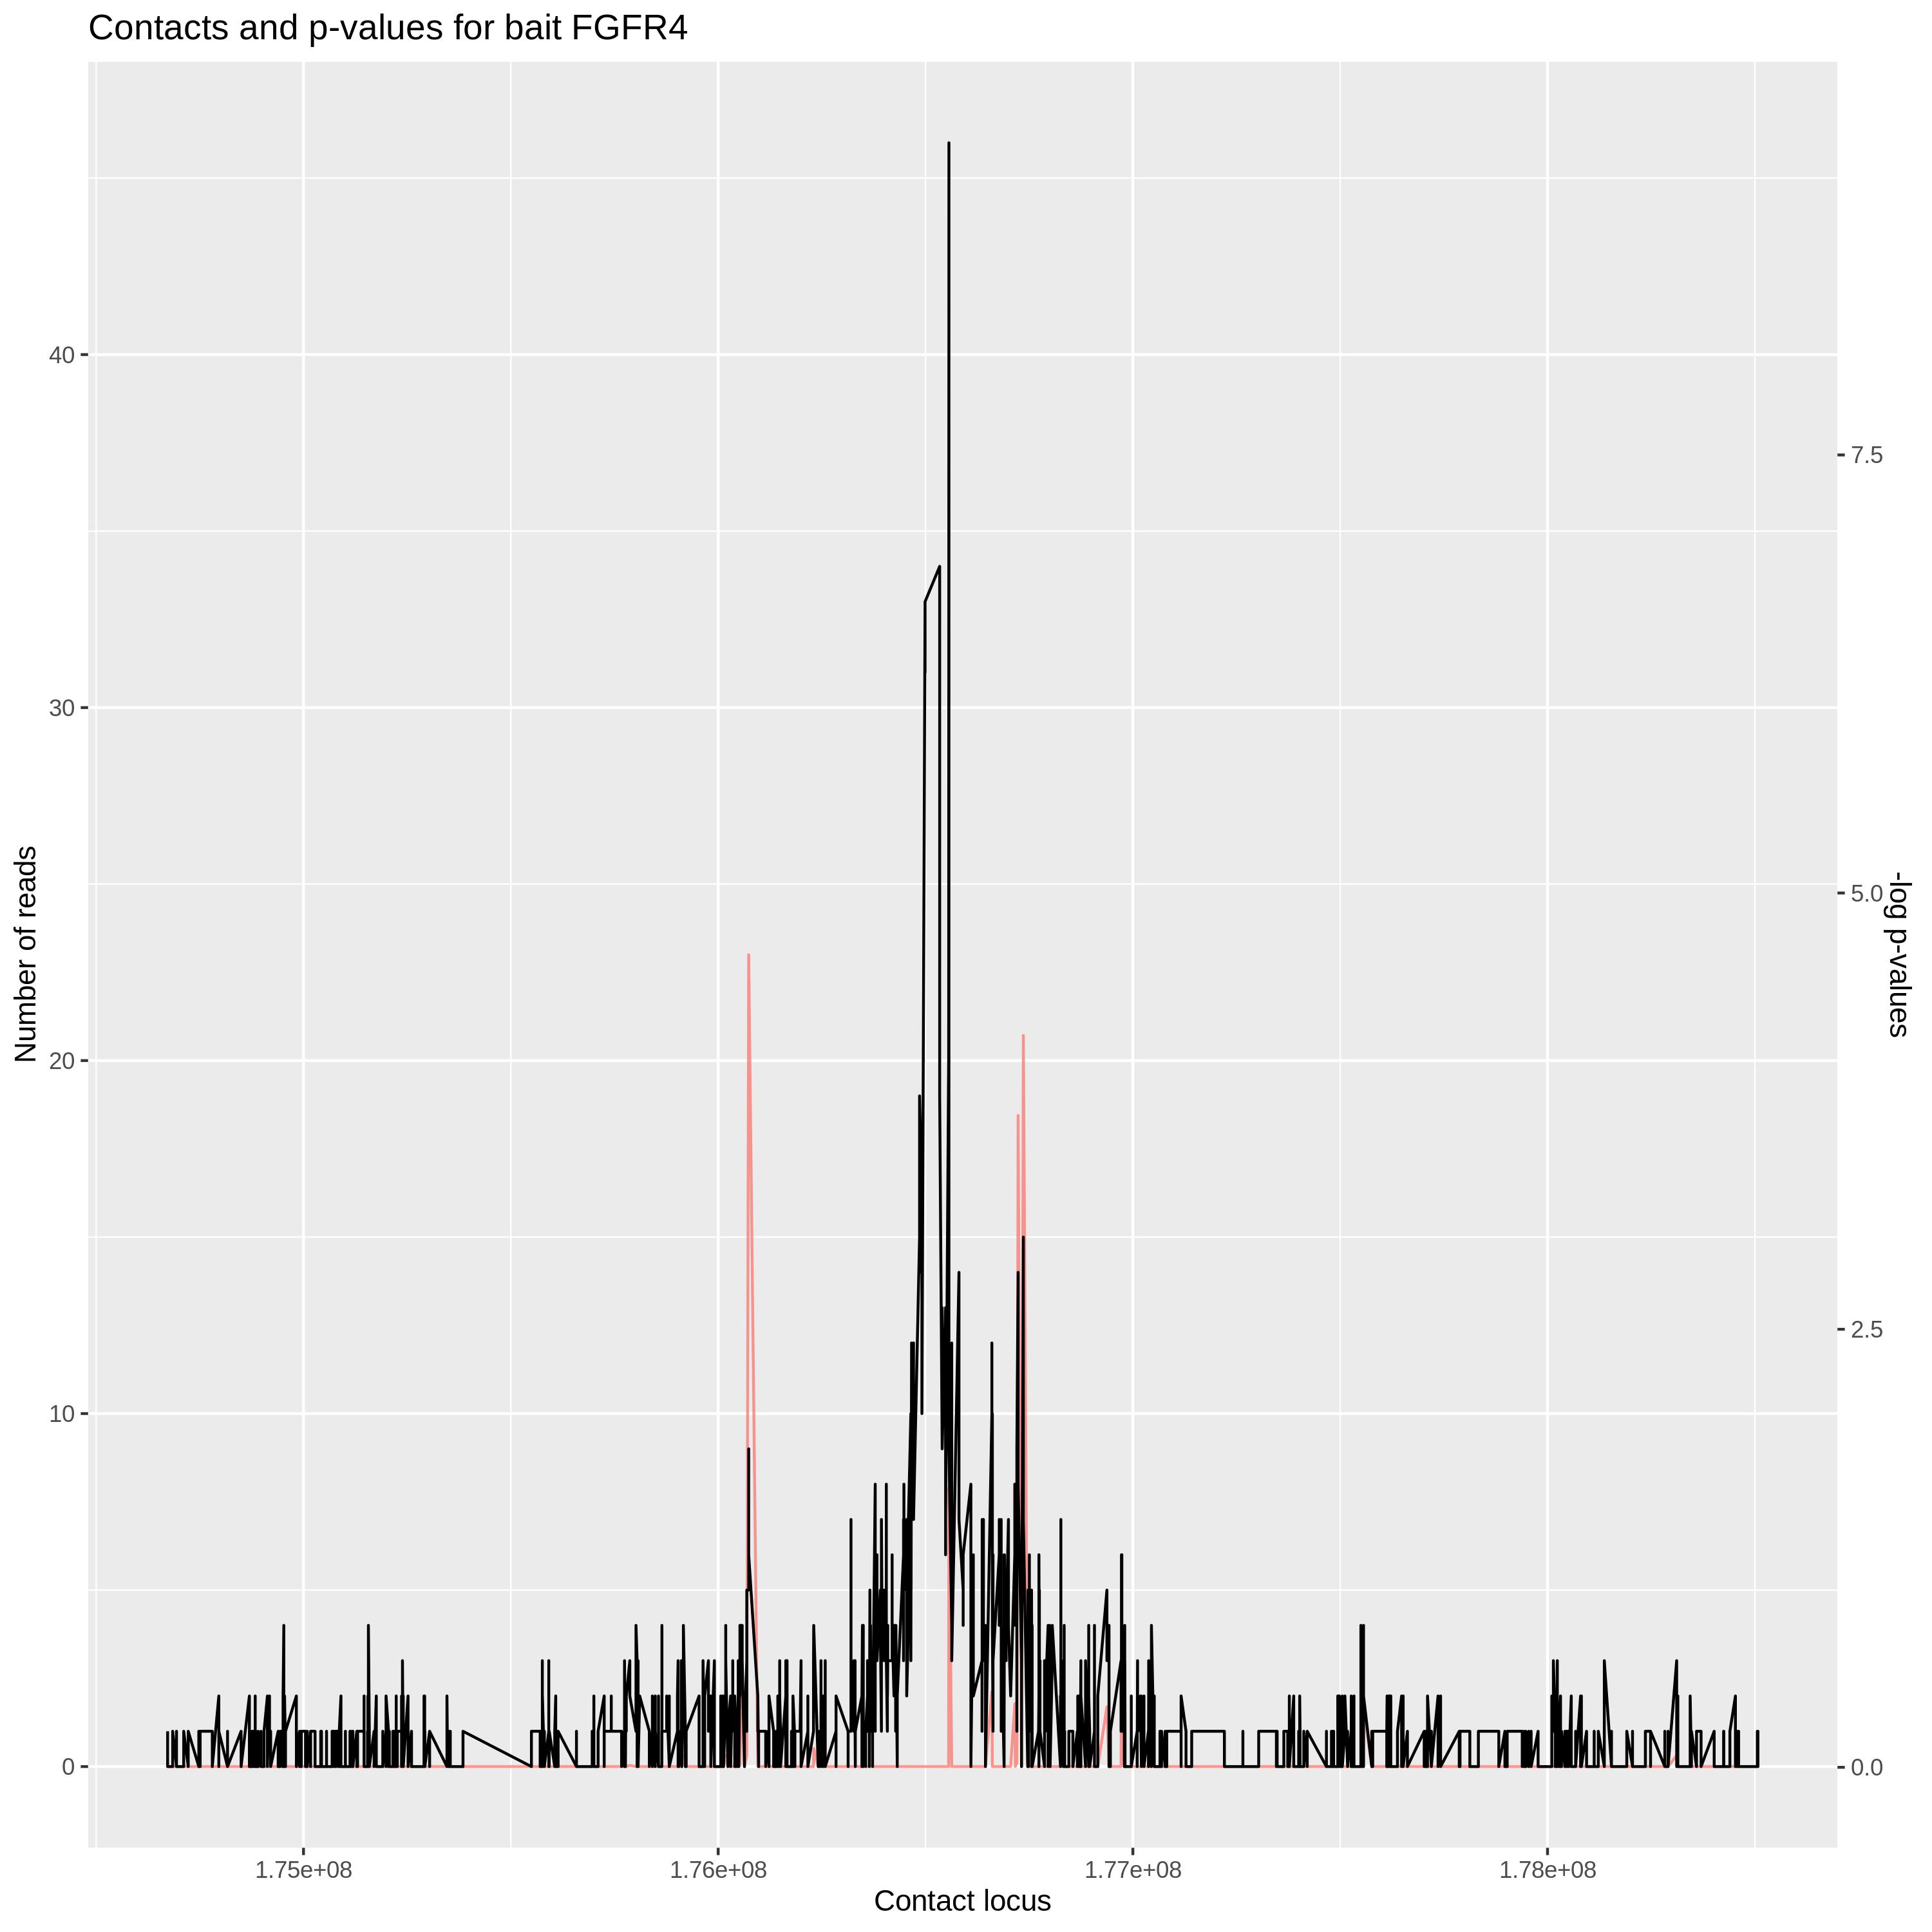 Contacts and p-values for bait FGFR4
Number of reads
40
30
20
10
0
7.5
5.0
2.5
0.0
-log p-values
1.75e+08 1.76e+08 1.77e+08 1.78e+08
Contact locus